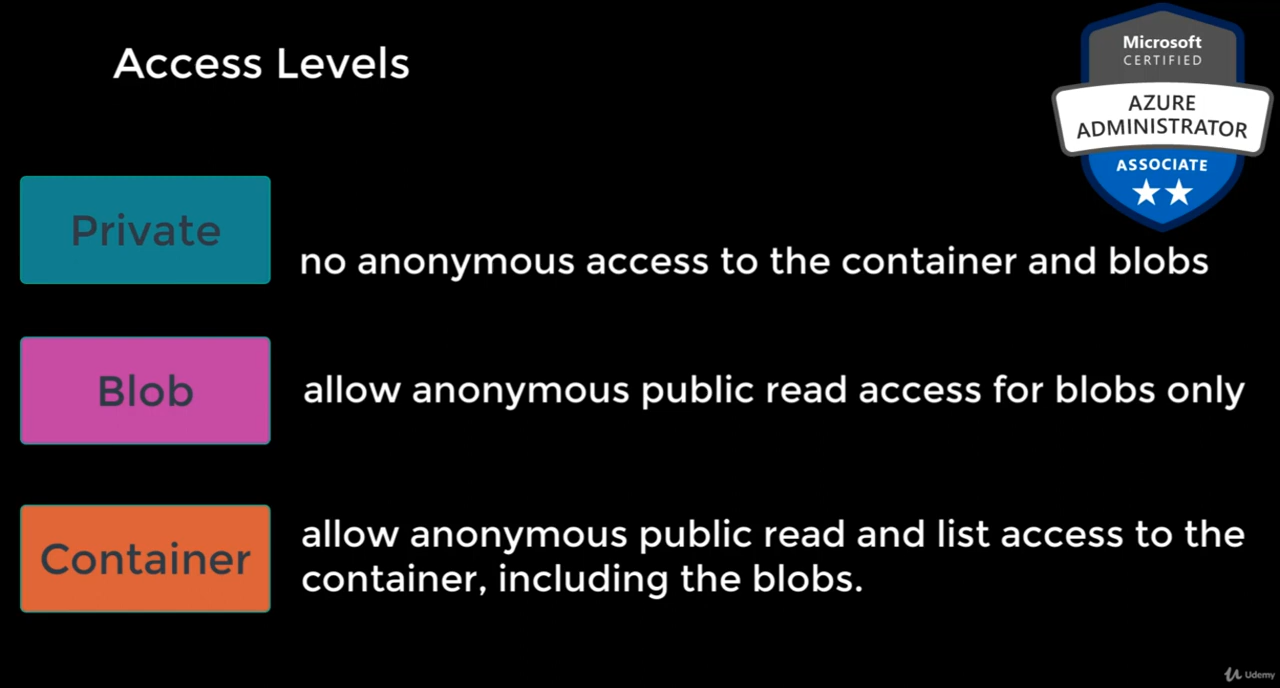 Access Levels
Microsoft
CERTIFIED
AZURE
ADMINISTRATOR
ASSOCIATE
Private
no anonymous access to the container and blobs
Blob
allow anonymous public read access for blobs only
Container
allow anonymous public read and list access to the
container, including the blobs.
Udemy